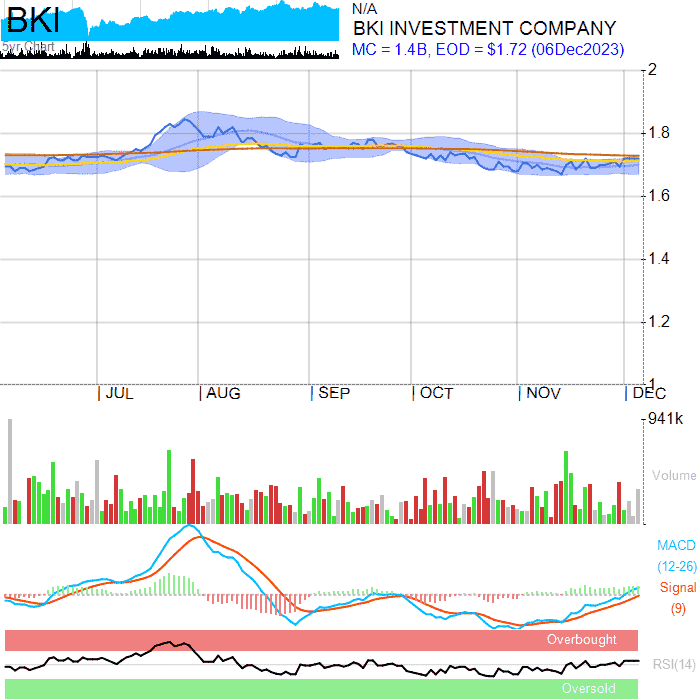 BKI
5yr Chart
N/A
BKI INVESTMENT COMPANY
MC = 1.4B, EOD = $1.72 (06Dec2023)
2
1.8
1.6
1.4
1.2
1
JUL AUG SEP OCT NOV DEC
941k
Volume
MACD
(12-26)
Signal
(9)
Overbought
RSI(14)
Oversold